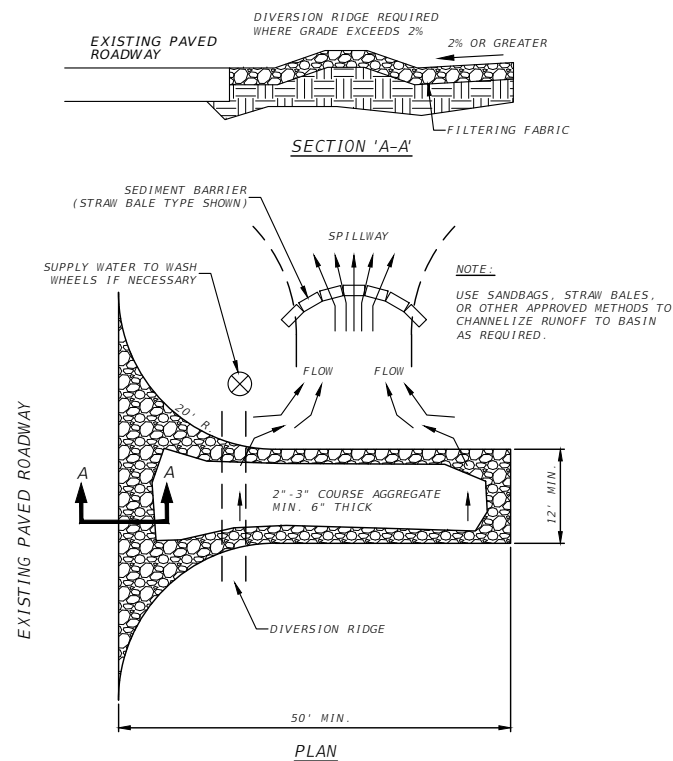 DIVERSION RIDGE REQUIRED
WHERE GRADE EXCEEDS 2%
EXISTING PAVED
ROADWAY
2% OR GREATER
FILTERING FABRIC
SECTION 'A-A'
SEDIMENT BARRIER
(STRAW BALE TYPE SHOWN)
SPILLWAY
SUPPLY WATER TO WASH
WHEELS IF NECESSARY
NOTE:
USE SANDBAGS, STRAW BALES,
OR OTHER APPROVED METHODS TO
CHANNELIZE RUNOFF TO BASIN
AS REQUIRED.
FLOW
FLOW
20' R.
EXISTING PAVED ROADWAY
A
A
2"-3" COURSE AGGREGATE
MIN. 6" THICK
12' MIN.
DIVERSION RIDGE
50' MIN.
PLAN